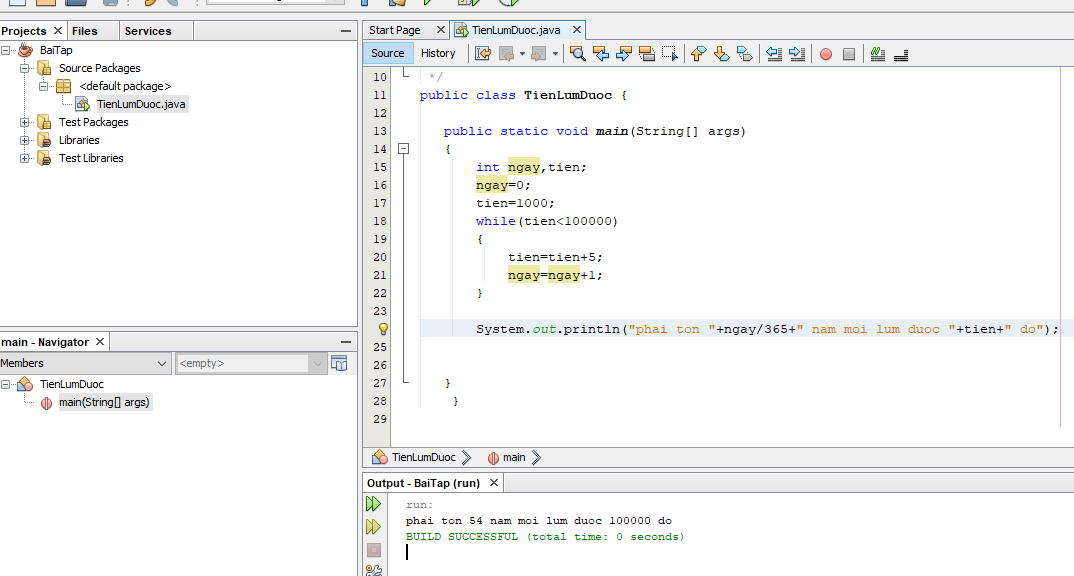 Projects
Files
Services
BaiTap
Source Packages
<default package>
TienLumDuoc.java
Test Packages
Libraries
Test Libraries
main - Navigator
Members
<empty>
TienLumDuoc
main(String[] args)
Start Page
TienLumDuoc.java
Source
History
10 */
11 public class TienLumDuoc {
12
13 public static void main(String[] args)
14 {
15 int ngay,tien;
16 ngay=0;
17 tien=1000;
18 while(tien<100000)
19 {
20 tien=tien+5;
21 ngay=ngay+1;
22 }
23
System.out.println("phai ton "+ngay/365+" nam moi lum duoc "+tien+" do");
25
26
27 }
28 }
29
TienLumDuoc
main
Output - BaiTap (run)
run:
phai ton 54 nam moi lum duoc 100000 do
BUILD SUCCESSFUL (total time: 0 seconds)